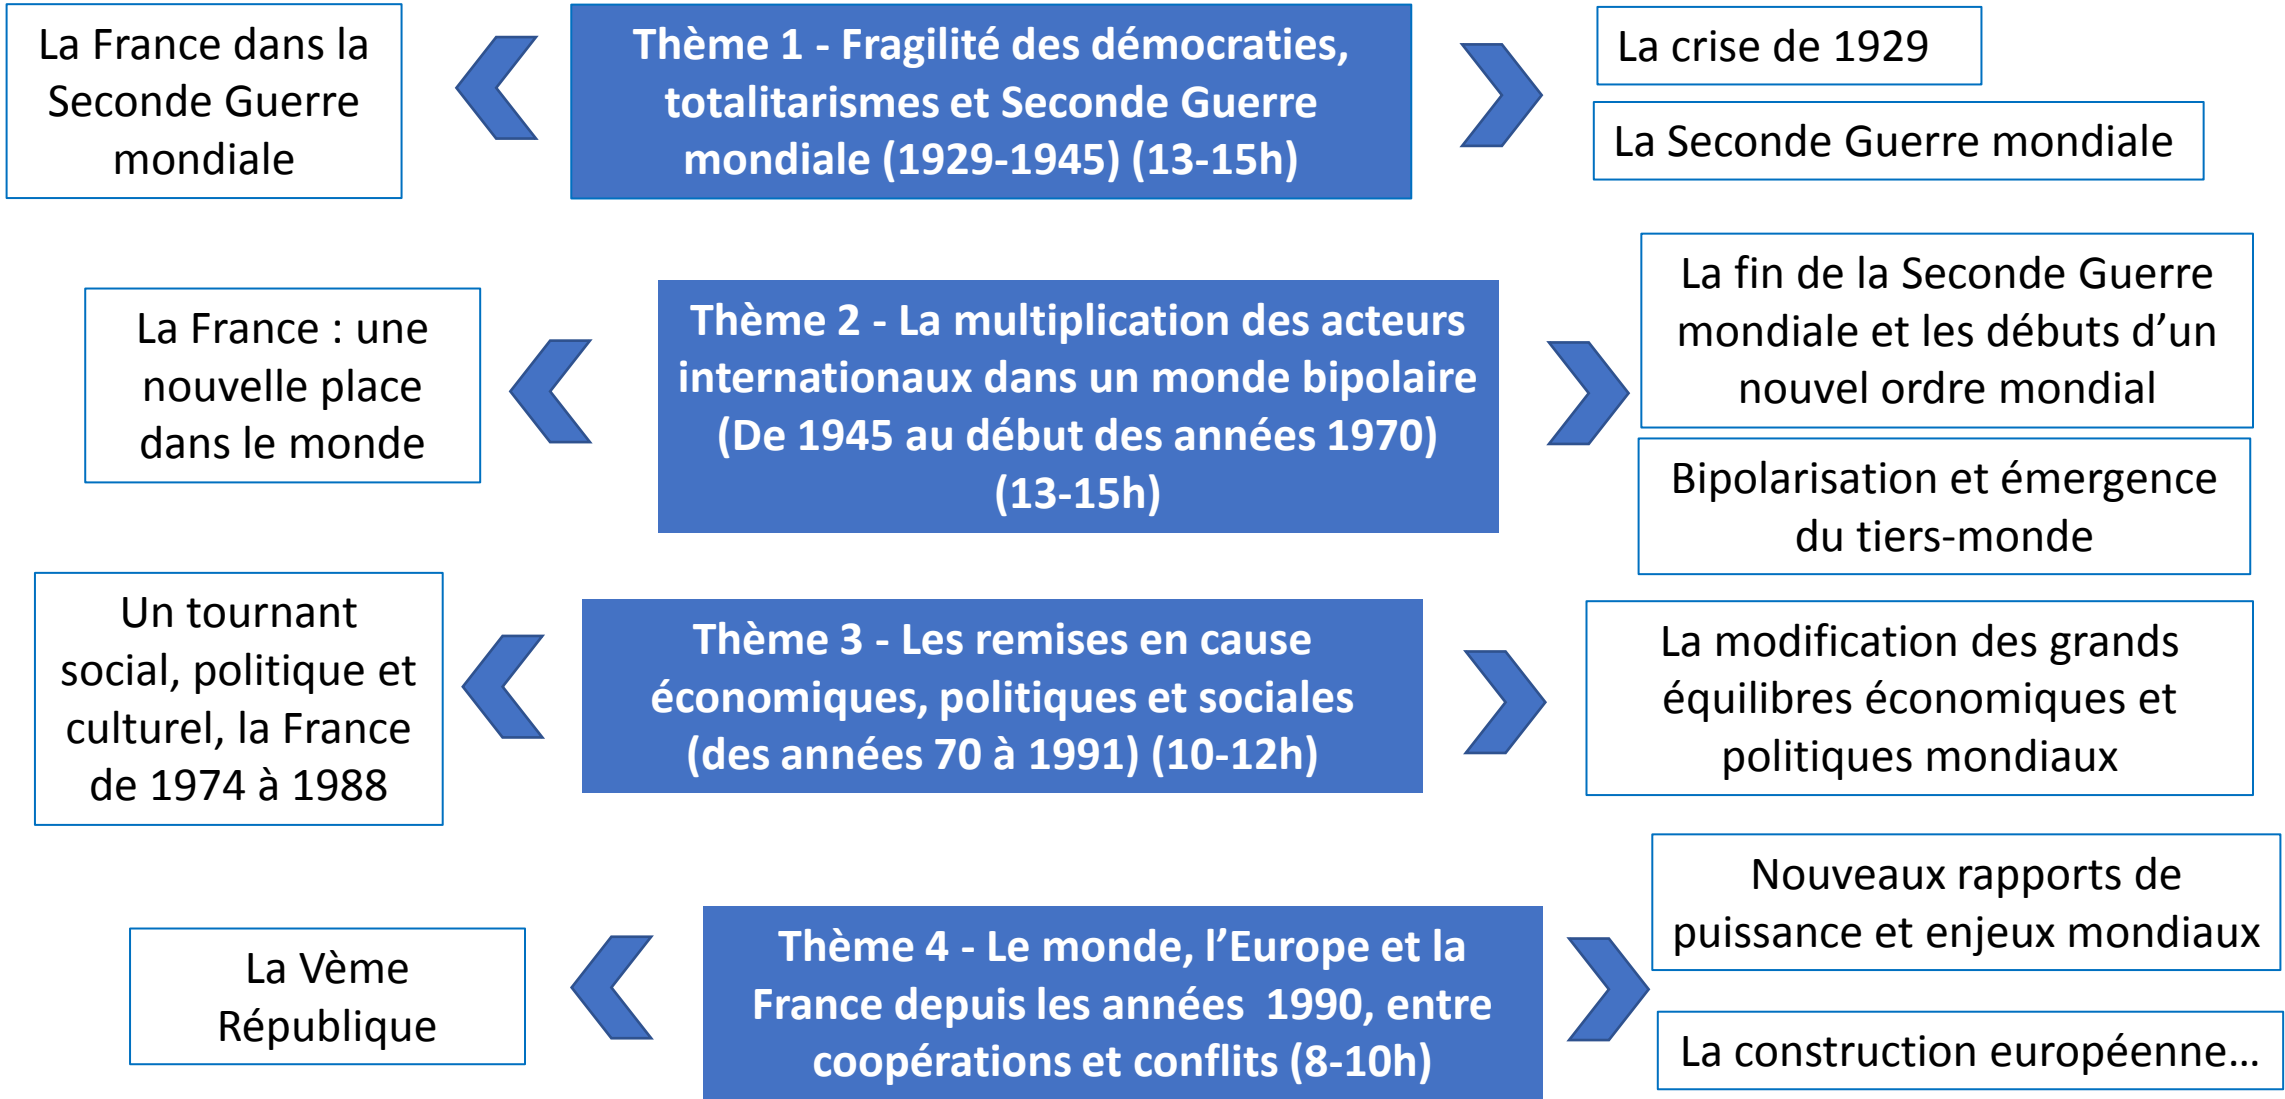 La France dans la
Seconde Guerre
mondiale
Thème 1 - Fragilité des démocraties,
totalitarismes et Seconde Guerre
mondiale (1929-1945) (13-15h)
La crise de 1929
La Seconde Guerre mondiale
La France : une
nouvelle place
dans le monde
Thème 2 - La multiplication des acteurs
internationaux dans un monde bipolaire
(De 1945 au début des années 1970)
(13-15h)
La fin de la Seconde Guerre
mondiale et les débuts d’un
nouvel ordre mondial
Bipolarisation et émergence
du tiers-monde
Un tournant
social, politique et
culturel, la France
de 1974 à 1988
Thème 3 - Les remises en cause
économiques, politiques et sociales
(des années 70 à 1991) (10-12h)
La modification des grands
équilibres économiques et
politiques mondiaux
La Vème
République
Thème 4 - Le monde, l’Europe et la
France depuis les années  1990, entre
coopérations et conflits (8-10h)
Nouveaux rapports de
puissance et enjeux mondiaux
La construction européenne…